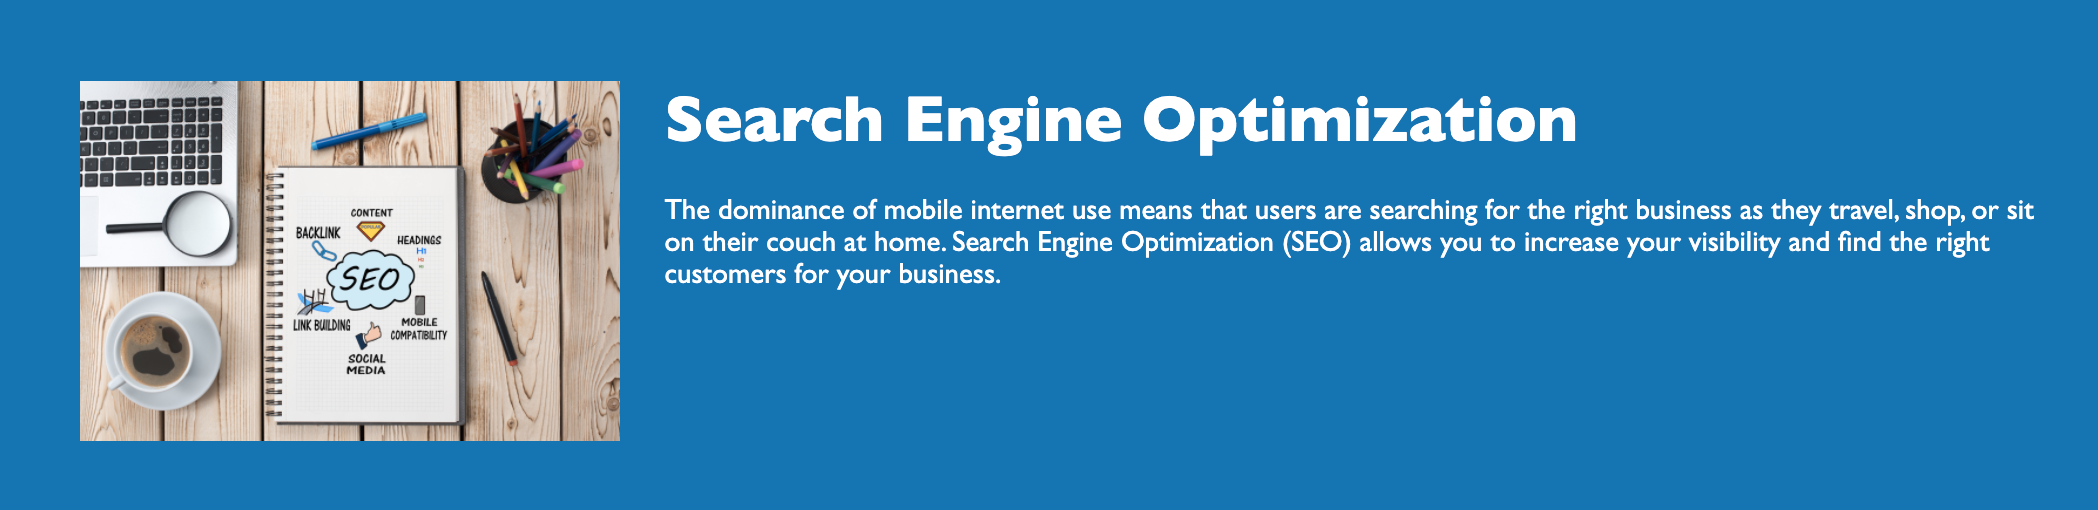 Search Engine Optimization
The dominance of mobile internet use means that users are searching for the right business as they travel, shop, or sit
on their couch at home. Search Engine Optimization (SEO) allows you to increase your visibility and find the right
customers for your business.
CONTENT
POPULAR
BACKLINK
HEADINGS
H1
SEO
LINK BUILDING
MOBILE
COMPATIBILITY
SOCIAL
MEDIA